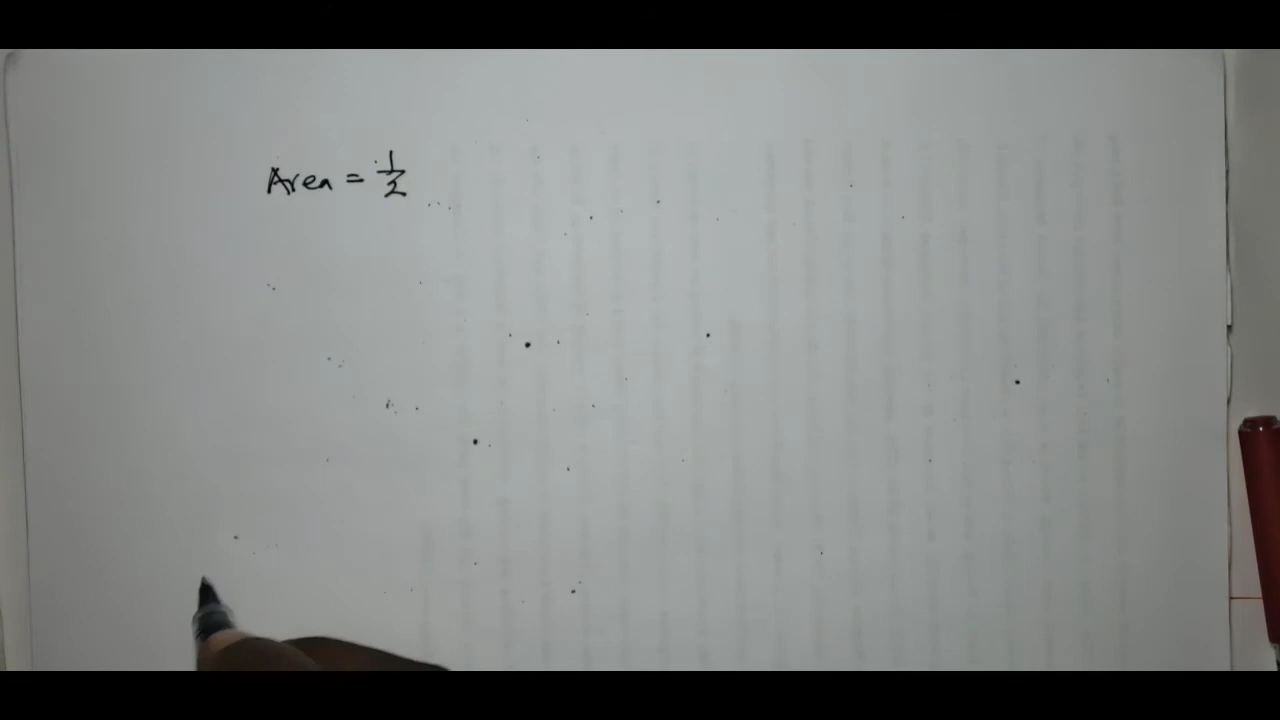 Area = 1/2